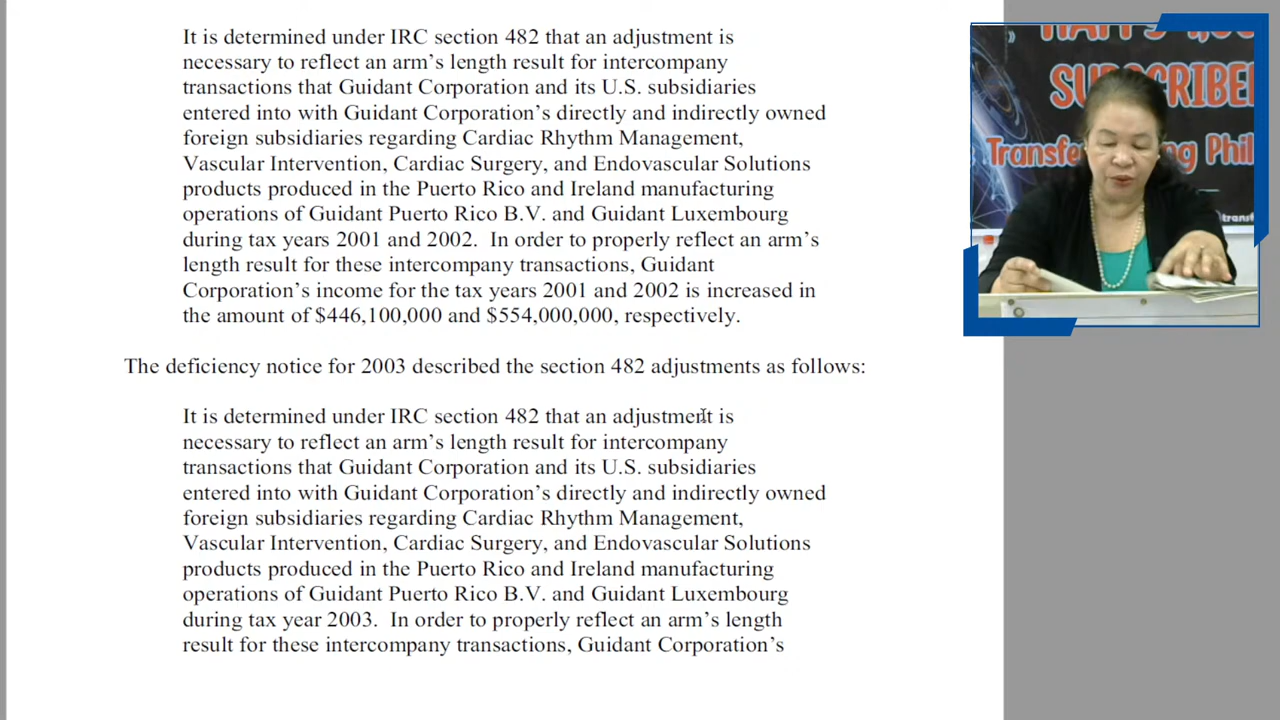 It is determined under IRC section 482 that an adjustment is
necessary to reflect an arm's length result for intercompany
transactions that Guidant Corporation and its U.S. subsidiaries
entered into with Guidant Corporation's directly and indirectly owned
foreign subsidiaries regarding Cardiac Rhythm Management,
Vascular Intervention, Cardiac Surgery, and Endovascular Solutions
products produced in the Puerto Rico and Ireland manufacturing
operations of Guidant Puerto Rico B.V. and Guidant Luxembourg
during tax years 2001 and 2002.  In order to properly reflect an arm's
length result for these intercompany transactions, Guidant
Corporation's income for the tax years 2001 and 2002 is increased in
the amount of $446,100,000 and $554,000,000, respectively.
The deficiency notice for 2003 described the section 482 adjustments as follows:
It is determined under IRC section 482 that an adjustment is
necessary to reflect an arm's length result for intercompany
transactions that Guidant Corporation and its U.S. subsidiaries
entered into with Guidant Corporation's directly and indirectly owned
foreign subsidiaries regarding Cardiac Rhythm Management,
Vascular Intervention, Cardiac Surgery, and Endovascular Solutions
products produced in the Puerto Rico and Ireland manufacturing
operations of Guidant Puerto Rico B.V. and Guidant Luxembourg
during tax year 2003.  In order to properly reflect an arm's length
result for these intercompany transactions, Guidant Corporation's